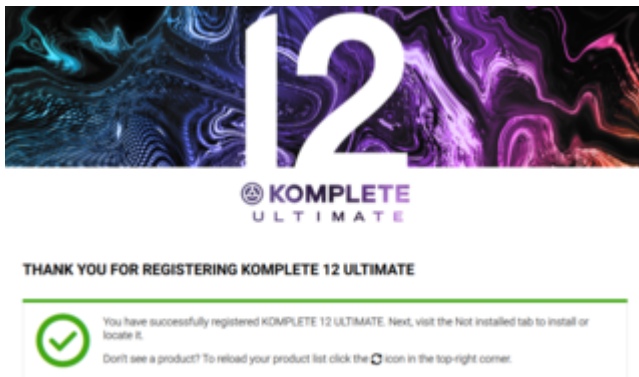 12
KOMPLETE
ULTIMATE
THANK YOU FOR REGISTERING KOMPLETE 12 ULTIMATE
You have successfully registered KOMPLETE 12 ULTIMATE. Next, visit the Not installed tab to install or
locate it.
Don't see a product? To reload your product list click the icon in the top-right corner.